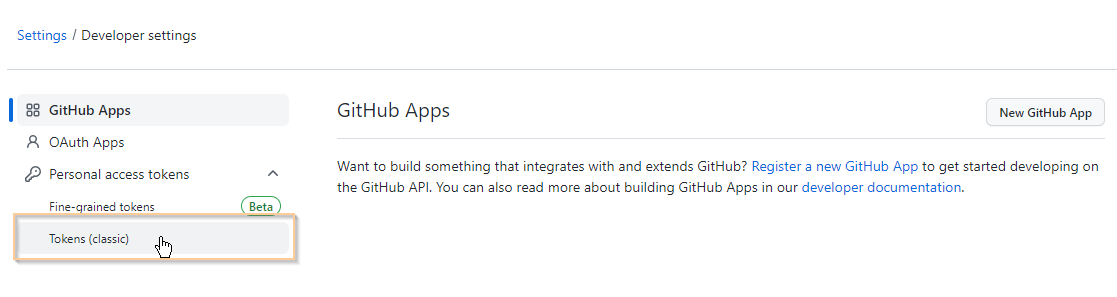 Settings / Developer settings
GitHub Apps
OAuth Apps
Personal access tokens
Fine-grained tokens Beta
Tokens (classic)
GitHub Apps
New GitHub App
Want to build something that integrates with and extends GitHub? Register a new GitHub App to get started developing on
the GitHub API. You can also read more about building GitHub Apps in our developer documentation.